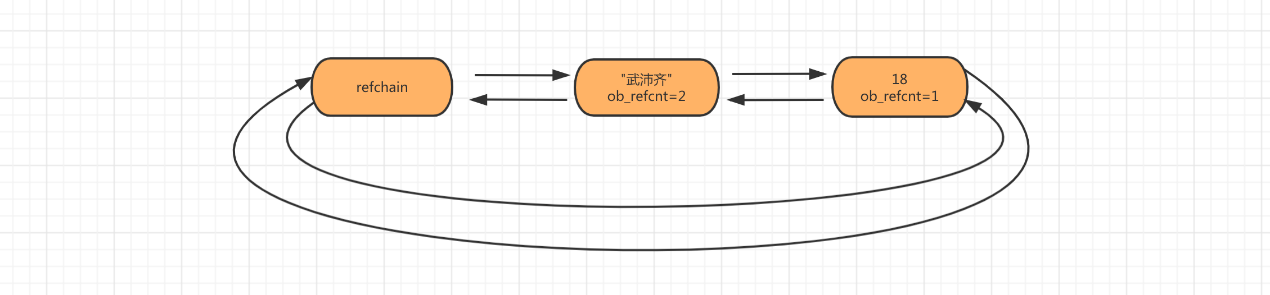 refchain
"武沛齐"
ob_refcnt=2
18
ob_refcnt=1